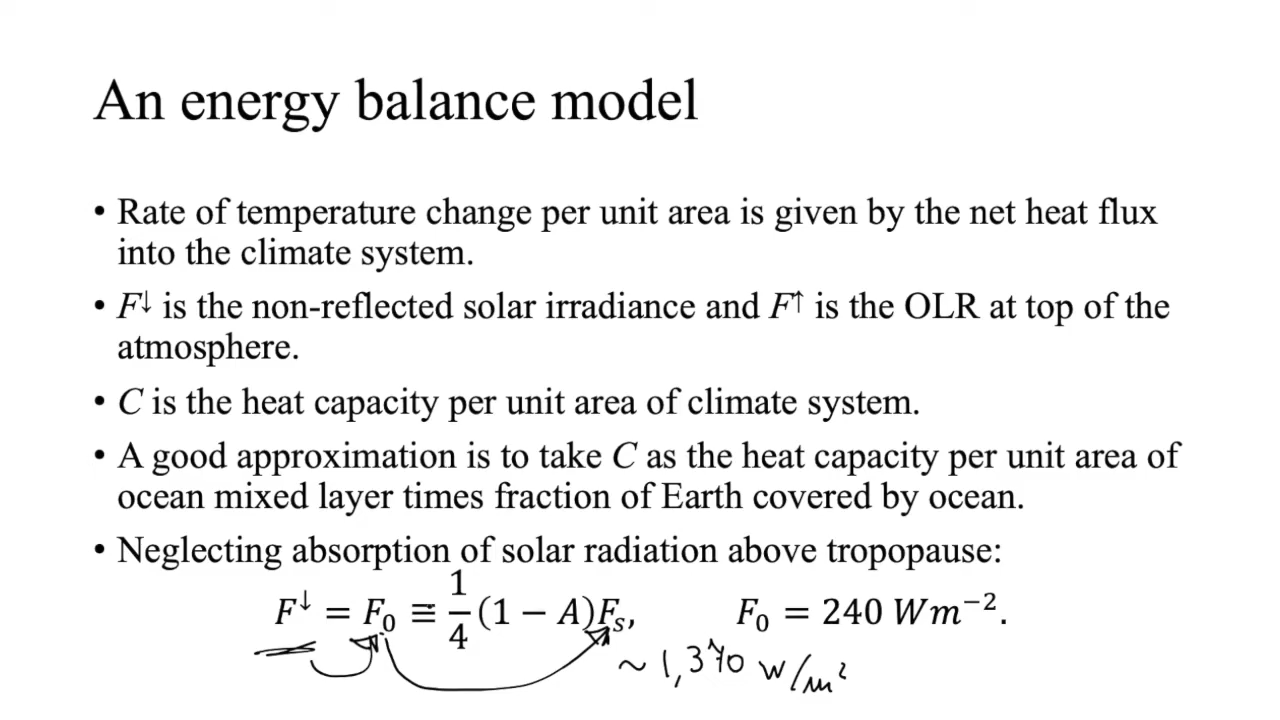 An energy balance model
• Rate of temperature change per unit area is given by the net heat flux
into the climate system.
• F↓ is the non-reflected solar irradiance and F↑ is the OLR at top of the
atmosphere.
• C is the heat capacity per unit area of climate system.
• A good approximation is to take C as the heat capacity per unit area of
ocean mixed layer times fraction of Earth covered by ocean.
• Neglecting absorption of solar radiation above tropopause:
F↓ = F₀ ≡ 1/4 (1 − A)Fₛ, F₀ = 240 Wm⁻².
~ 1,370 W/m²